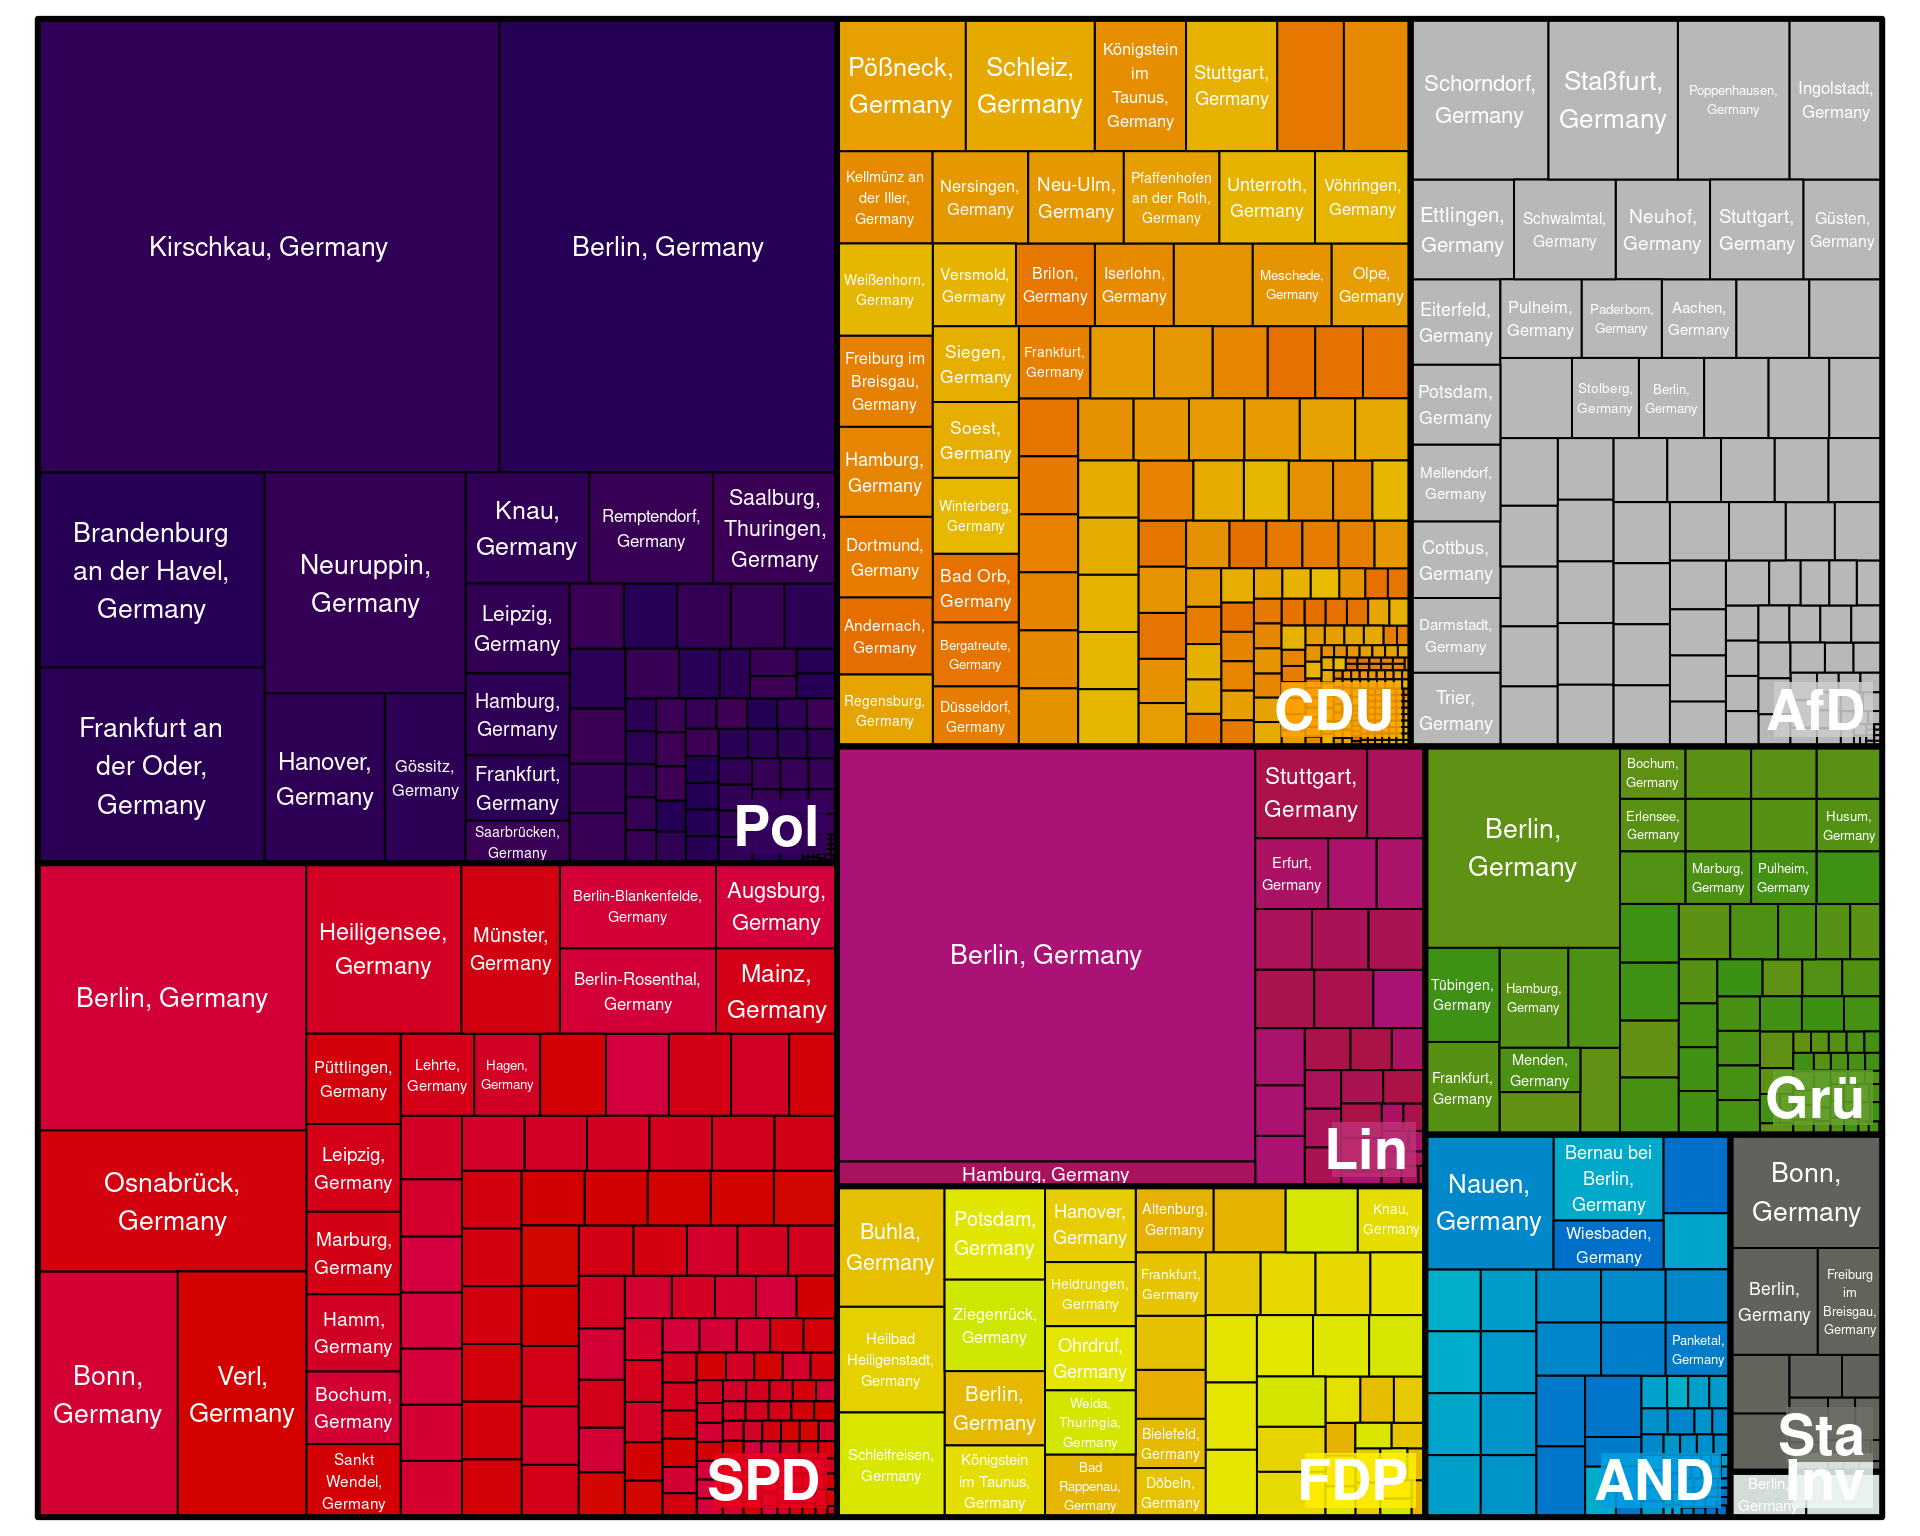 Kirschkau, Germany
Berlin, Germany
Brandenburg
an der Havel,
Germany
Frankfurt an
der Oder,
Germany
Neuruppin,
Germany
Hanover,
Germany
Gössitz,
Germany
Knau,
Germany
Remptendorf,
Germany
Saalburg,
Thuringen,
Germany
Leipzig,
Germany
Hamburg,
Germany
Frankfurt,
Germany
Saarbrücken,
Germany
Pol
Pößneck,
Germany
Schleiz,
Germany
Königstein
im
Taunus,
Germany
Stuttgart,
Germany
Kellmünz an
der Iller,
Germany
Nersingen,
Germany
Neu-Ulm,
Germany
Pfaffenhofen
an der Roth,
Germany
Unterroth,
Germany
Vöhringen,
Germany
Weißenhorn,
Germany
Versmold,
Germany
Brilon,
Germany
Iserlohn,
Germany
Meschede,
Germany
Olpe,
Germany
Freiburg im
Breisgau,
Germany
Siegen,
Germany
Frankfurt,
Germany
Hamburg,
Germany
Soest,
Germany
Winterberg,
Germany
Dortmund,
Germany
Bad Orb,
Germany
Andernach,
Germany
Bergatreute,
Germany
Regensburg,
Germany
Düsseldorf,
Germany
CDU
Schorndorf,
Germany
Staßfurt,
Germany
Poppenhausen,
Germany
Ingolstadt,
Germany
Ettlingen,
Germany
Schwalmtal,
Germany
Neuhof,
Germany
Stuttgart,
Germany
Güsten,
Germany
Eiterfeld,
Germany
Pulheim,
Germany
Paderborn,
Germany
Aachen,
Germany
Potsdam,
Germany
Stolberg,
Germany
Berlin,
Germany
Mellendorf,
Germany
Cottbus,
Germany
Darmstadt,
Germany
Trier,
Germany
AfD
Berlin, Germany
Osnabrück,
Germany
Bonn,
Germany
Verl,
Germany
Heiligensee,
Germany
Münster,
Germany
Berlin-Blankenfelde,
Germany
Augsburg,
Germany
Berlin-Rosenthal,
Germany
Mainz,
Germany
Püttlingen,
Germany
Lehrte,
Germany
Hagen,
Germany
Leipzig,
Germany
Marburg,
Germany
Hamm,
Germany
Bochum,
Germany
Sankt
Wendel,
Germany
SPD
Berlin, Germany
Hamburg, Germany
Stuttgart,
Germany
Erfurt,
Germany
Lin
Berlin,
Germany
Bochum,
Germany
Erlensee,
Germany
Husum,
Germany
Marburg,
Germany
Pulheim,
Germany
Tübingen,
Germany
Hamburg,
Germany
Frankfurt,
Germany
Menden,
Germany
Grü
Buhla,
Germany
Potsdam,
Germany
Hanover,
Germany
Altenburg,
Germany
Knau,
Germany
Heilbad
Heiligenstadt,
Germany
Ziegenrück,
Germany
Heldrungen,
Germany
Frankfurt,
Germany
Ohrdruf,
Germany
Berlin,
Germany
Weida,
Thuringia,
Germany
Schleifreisen,
Germany
Königstein
im Taunus,
Germany
Bad
Rappenau,
Germany
Bielefeld,
Germany
Döbeln,
Germany
FDP
Nauen,
Germany
Bernau bei
Berlin,
Germany
Wiesbaden,
Germany
Panketal,
Germany
AND
Bonn,
Germany
Berlin,
Germany
Freiburg
im
Breisgau,
Germany
Sta
Berlin,
Germany
Inv